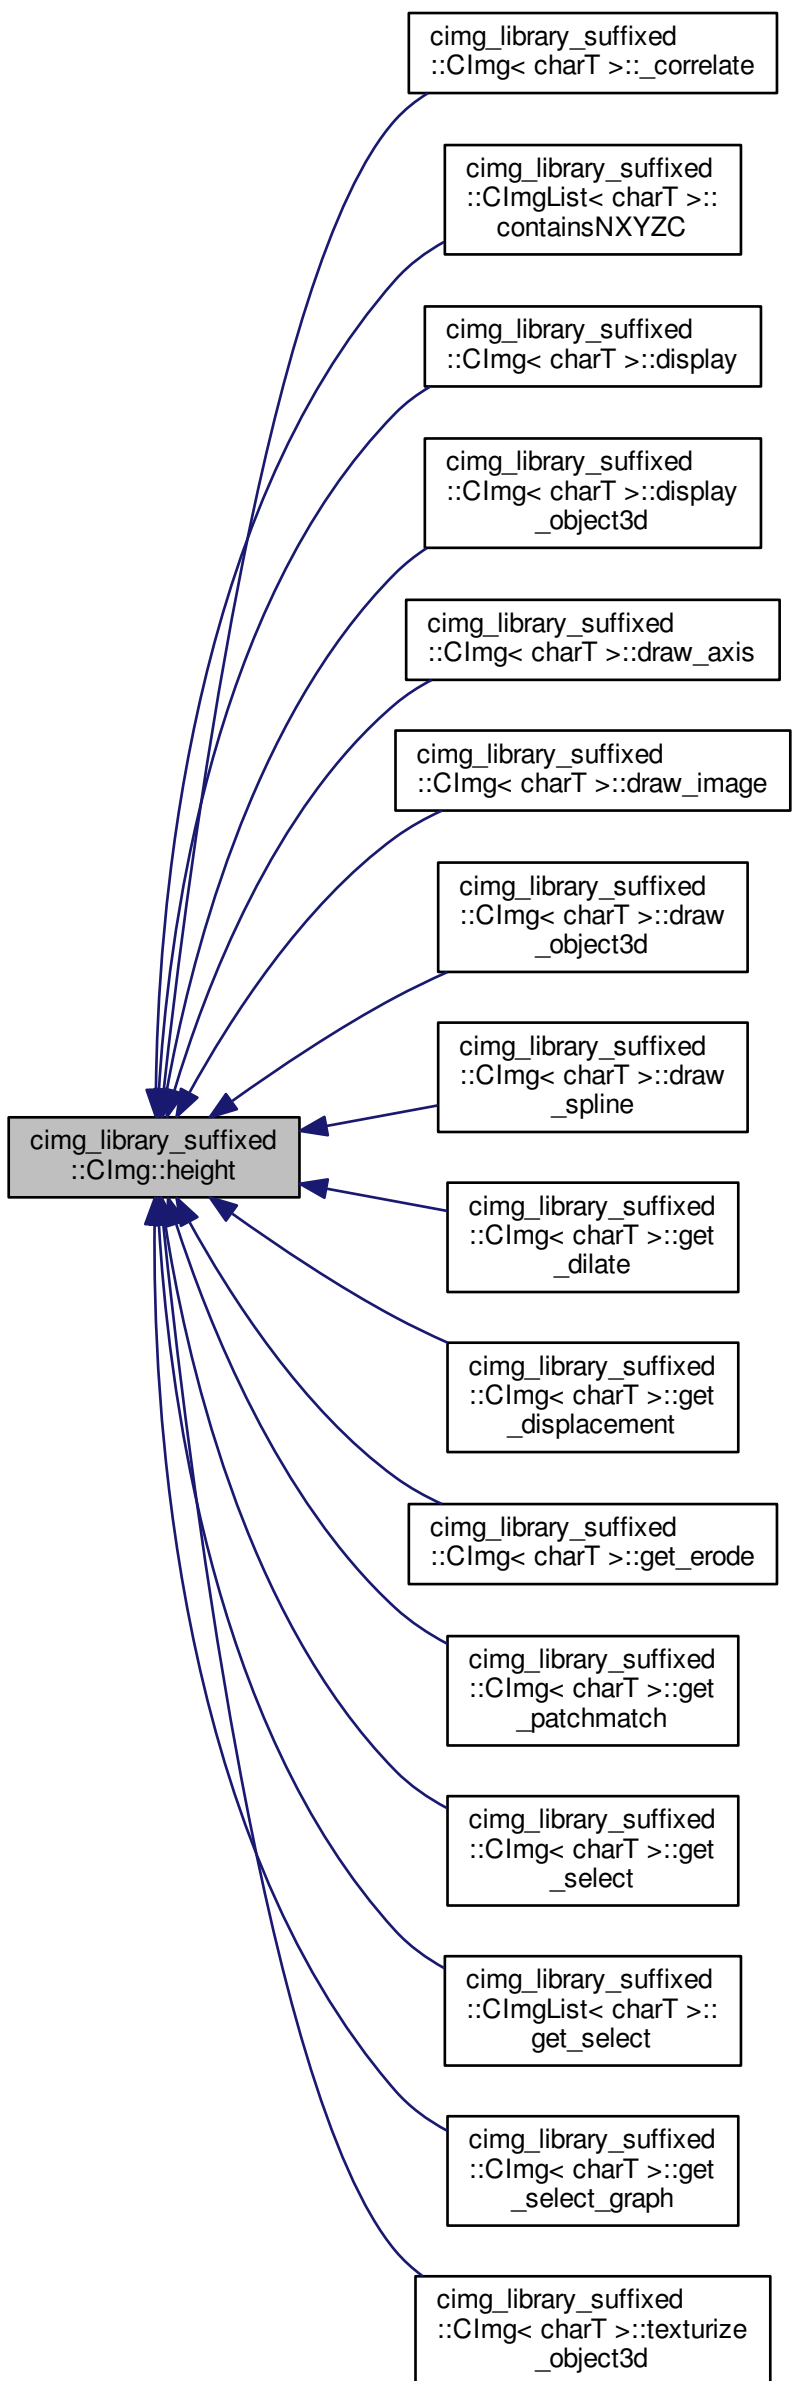 cimg_library_suffixed
::CImg< charT >::_correlate
cimg_library_suffixed
::CImgList< charT >::
containsNXYZC
cimg_library_suffixed
::CImg< charT >::display
cimg_library_suffixed
::CImg< charT >::display
_object3d
cimg_library_suffixed
::CImg< charT >::draw_axis
cimg_library_suffixed
::CImg< charT >::draw_image
cimg_library_suffixed
::CImg< charT >::draw
_object3d
cimg_library_suffixed
::CImg< charT >::draw
_spline
cimg_library_suffixed
::CImg::height
cimg_library_suffixed
::CImg< charT >::get
_dilate
cimg_library_suffixed
::CImg< charT >::get
_displacement
cimg_library_suffixed
::CImg< charT >::get_erode
cimg_library_suffixed
::CImg< charT >::get
_patchmatch
cimg_library_suffixed
::CImg< charT >::get
_select
cimg_library_suffixed
::CImgList< charT >::
get_select
cimg_library_suffixed
::CImg< charT >::get
_select_graph
cimg_library_suffixed
::CImg< charT >::texturize
_object3d